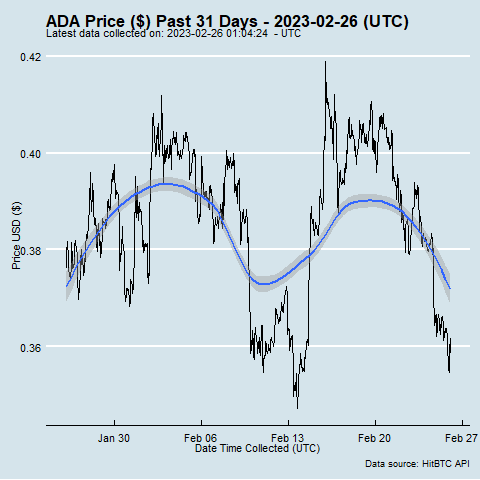 ADA Price ($) Past 31 Days - 2023-02-26 (UTC)
Latest data collected on: 2023-02-26 01:04:24  - UTC
0.42
0.40
0.38
0.36
Price USD ($)
Jan 30
Feb 06
Feb 13
Feb 20
Feb 27
Date Time Collected (UTC)
Data source: HitBTC API